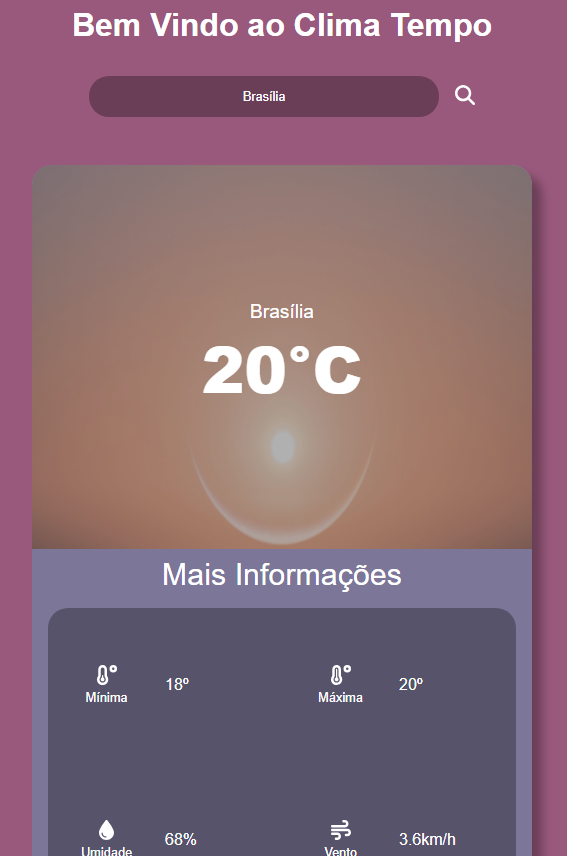 Bem Vindo ao Clima Tempo
Brasília
Brasília
20°C
Mais Informações
18º
20º
Mínima
Máxima
68%
3.6km/h
Umidade
Vento